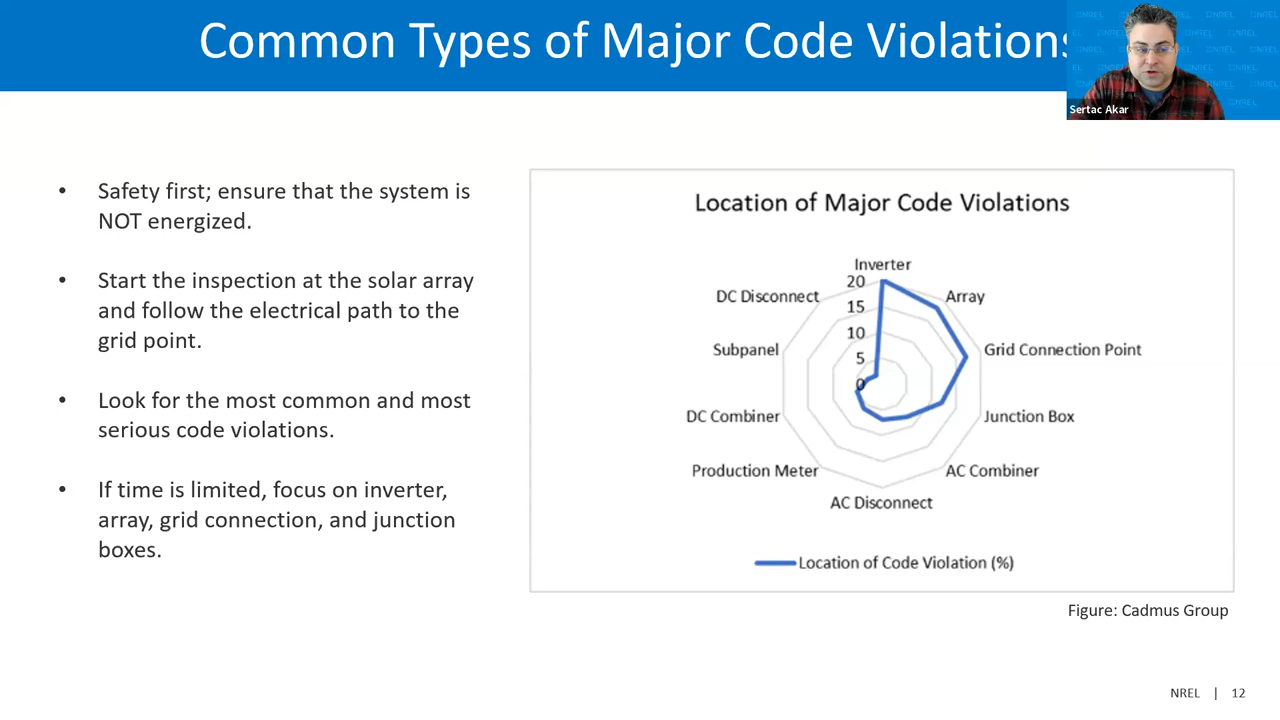 Common Types of Major Code Violations
Sertac Akar
• Safety first; ensure that the system is
NOT energized.
• Start the inspection at the solar array
and follow the electrical path to the
grid point.
• Look for the most common and most
serious code violations.
• If time is limited, focus on inverter,
array, grid connection, and junction
boxes.
Location of Major Code Violations
Inverter
20
DC Disconnect
Array
15
10
Subpanel
5
Grid Connection Point
0
DC Combiner
Junction Box
Production Meter
AC Combiner
AC Disconnect
Location of Code Violation (%)
Figure: Cadmus Group
NREL | 12